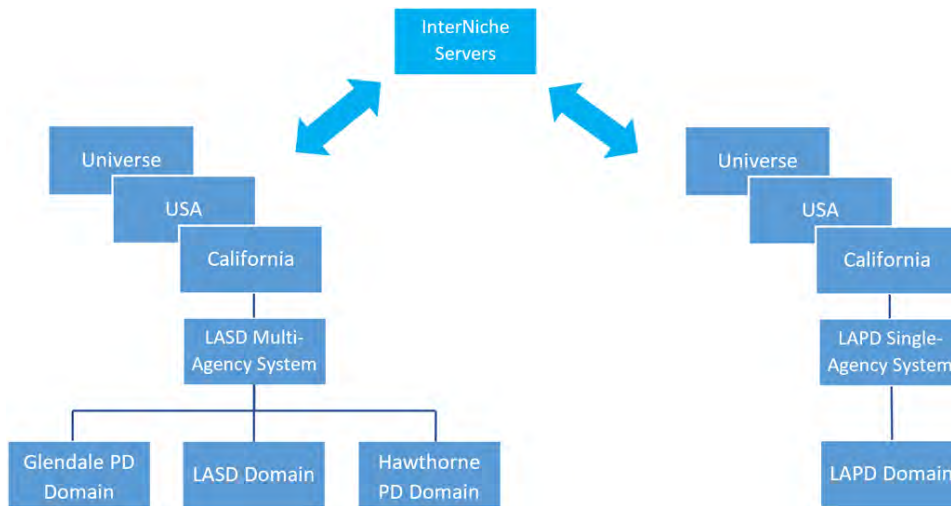 InterNiche
Servers
Universe
USA
California
LASD Multi-
Agency System
Glendale PD
Domain
LASD Domain
Hawthorne
PD Domain
Universe
USA
California
LAPD Single-
Agency System
LAPD Domain